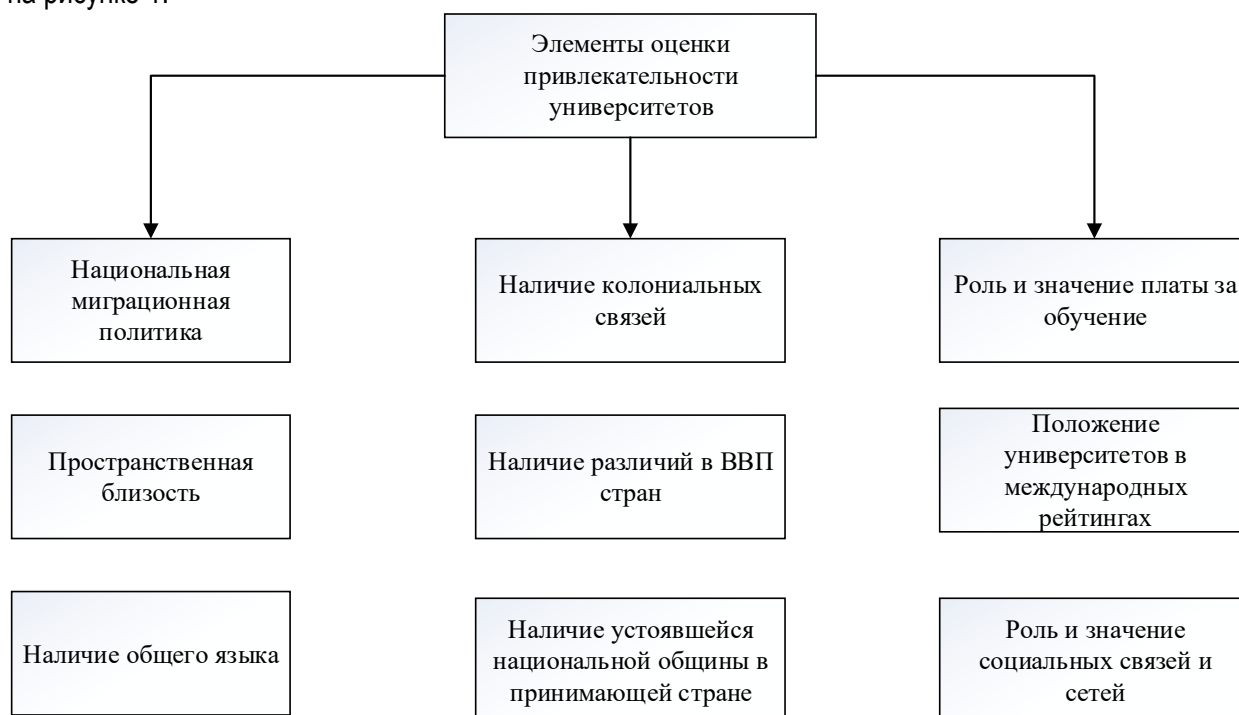 на рисунке 1.
Элементы оценки
привлекательности
университетов
Национальная
миграционная
политика
Наличие колониальных
связей
Роль и значение платы за
обучение
Пространственная
близость
Наличие различий в ВВП
стран
Положение
университетов в
международных
рейтингах
Наличие общего языка
Наличие устоявшейся
национальной общины в
принимающей стране
Роль и значение
социальных связей и
сетей